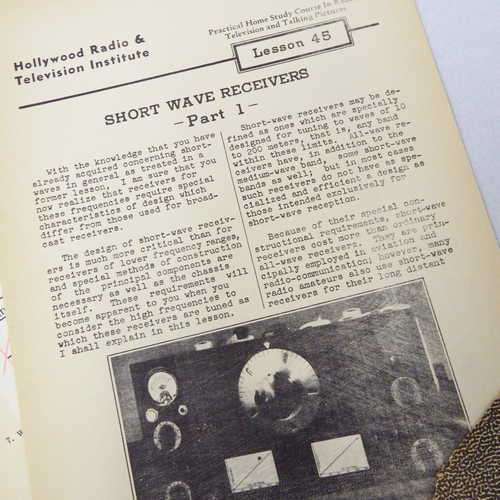 Hollywood Radio &
Television Institute
Practical Home Study Course In Radio
Television and Talking Pictures
Lesson 45
SHORT WAVE RECEIVERS
-Part 1-
With the knowledge that you have
already acquired concerning short-
waves in general as treated in a
former lesson, I am sure that you
now realize that receivers for
these frequencies require special
characteristics of design which
differ from those used for broad-
cast receivers.
The design of short-wave receiv-
ers is much more critical than for
receivers of lower frequency ranges,
and special methods of construction
of the principal components are
necessary as well as the chassis
itself. These requirements will
become apparent to you when you
consider the high frequencies to
which these receivers are tuned as
I shall explain in this lesson.
Short-wave receivers may be de-
fined as ones which are specially
designed for tuning to waves of 10
to 200 meters; that is, any band
within these limits. All-wave re-
ceivers have, in addition to the
medium-wave band, some short-wave
bands as well; but in most cases
such receivers do not have as spe-
cialized and efficient a design as
those intended exclusively for
short-wave reception.
Because of their special con-
structional requirements, short-wave
receivers cost more than ordinary
all-wave receivers. They are prin-
cipally employed in aviation and
radio-communication; however, many
radio amateurs also use short-wave
receivers for their long distant
T. W